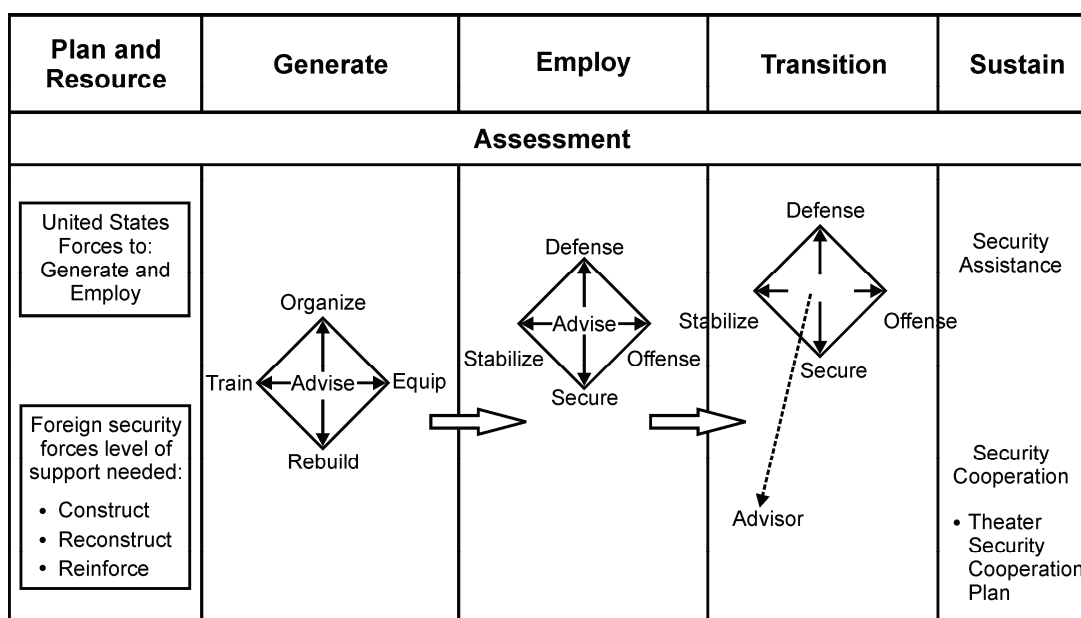 Plan and
Resource
Generate
Employ
Transition
Sustain
Assessment
United States
Forces to:
Generate and
Employ
Foreign security
forces level of
support needed:
• Construct
• Reconstruct
• Reinforce
Organize
Train
Advise
Equip
Rebuild
Defense
Advise
Stabilize
Offense
Secure
Defense
Stabilize
Offense
Secure
Advisor
Security
Assistance
Security
Cooperation
• Theater
Security
Cooperation
Plan